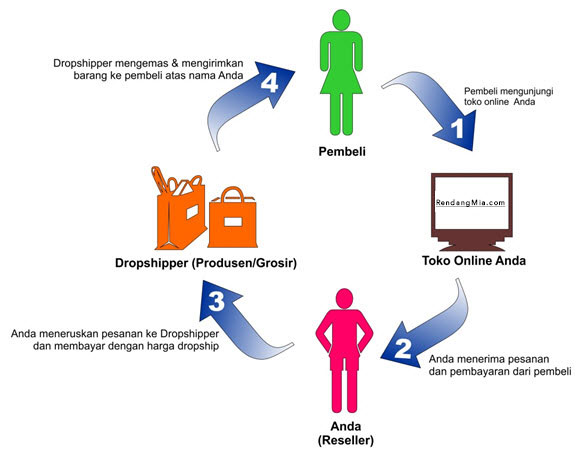 Dropshipper mengemas & mengirimkan
barang ke pembeli atas nama Anda
4
Pembeli
Pembeli mengunjungi
toko online Anda
1
RendangMia.com
Toko Online Anda
2
Anda menerima pesanan
dan pembayaran dari pembeli
Anda
(Reseller)
3
Anda meneruskan pesanan ke Dropshipper
dan membayar dengan harga dropship
Dropshipper (Produsen/Grosir)